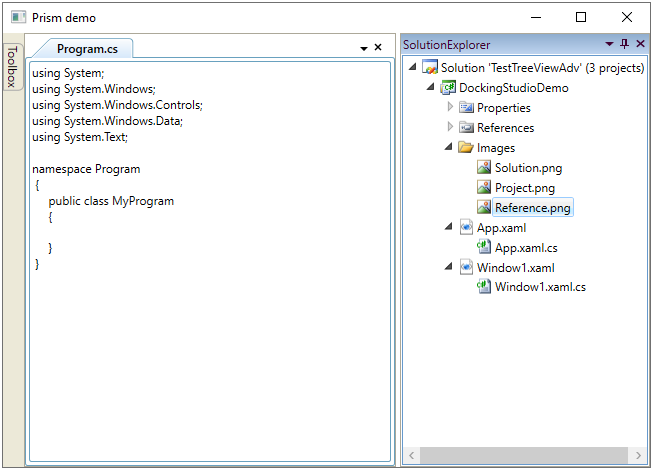 Prism demo
Toolbox
Program.cs
using System;
using System.Windows;
using System.Windows.Controls;
using System.Windows.Data;
using System.Text;
namespace Program
{
public class MyProgram
{
}
}
SolutionExplorer
Solution 'TestTreeViewAdv' (3 projects)
DockingStudioDemo
Properties
References
Images
Solution.png
Project.png
Reference.png
App.xaml
App.xaml.cs
Window1.xaml
Window1.xaml.cs